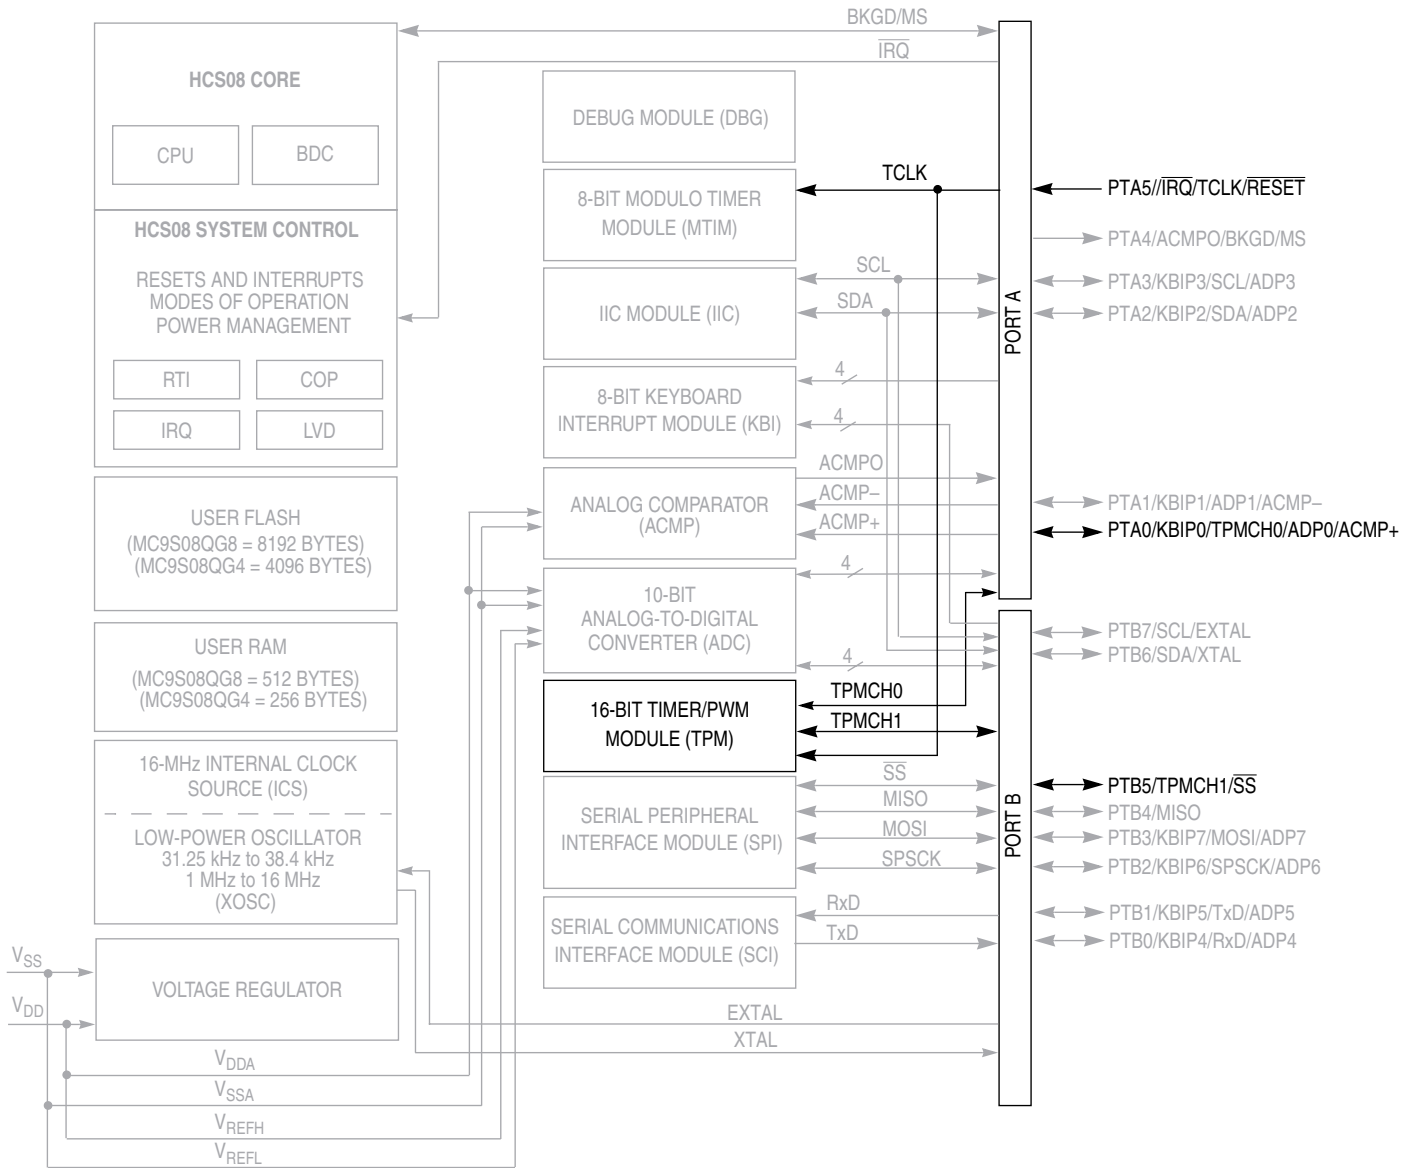 BKGD/MS
IRQ
HCS08 CORE
CPU
BDC
HCS08 SYSTEM CONTROL
RESETS AND INTERRUPTS
MODES OF OPERATION
POWER MANAGEMENT
RTI
COP
IRQ
LVD
USER FLASH
(MC9S08QG8 = 8192 BYTES)
(MC9S08QG4 = 4096 BYTES)
USER RAM
(MC9S08QG8 = 512 BYTES)
(MC9S08QG4 = 256 BYTES)
16-MHz INTERNAL CLOCK
SOURCE (ICS)
LOW-POWER OSCILLATOR
31.25 kHz to 38.4 kHz
1 MHz to 16 MHz
(XOSC)
VSS
VDD
VOLTAGE REGULATOR
VDDA
VSSA
VREFH
VREFL
DEBUG MODULE (DBG)
8-BIT MODULO TIMER
MODULE (MTIM)
TCLK
IIC MODULE (IIC)
SCL
SDA
8-BIT KEYBOARD
INTERRUPT MODULE (KBI)
4
4
ANALOG COMPARATOR
(ACMP)
ACMPO
ACMP–
ACMP+
10-BIT
ANALOG-TO-DIGITAL
CONVERTER (ADC)
4
4
16-BIT TIMER/PWM
MODULE (TPM)
TPMCH0
TPMCH1
SERIAL PERIPHERAL
INTERFACE MODULE (SPI)
SS
MISO
MOSI
SPSCK
SERIAL COMMUNICATIONS
INTERFACE MODULE (SCI)
RxD
TxD
EXTAL
XTAL
PORT A
PTA5//IRQ/TCLK/RESET
PTA4/ACMPO/BKGD/MS
PTA3/KBIP3/SCL/ADP3
PTA2/KBIP2/SDA/ADP2
PTA1/KBIP1/ADP1/ACMP–
PTA0/KBIP0/TPMCH0/ADP0/ACMP+
PORT B
PTB7/SCL/EXTAL
PTB6/SDA/XTAL
PTB5/TPMCH1/SS
PTB4/MISO
PTB3/KBIP7/MOSI/ADP7
PTB2/KBIP6/SPSCK/ADP6
PTB1/KBIP5/TxD/ADP5
PTB0/KBIP4/RxD/ADP4